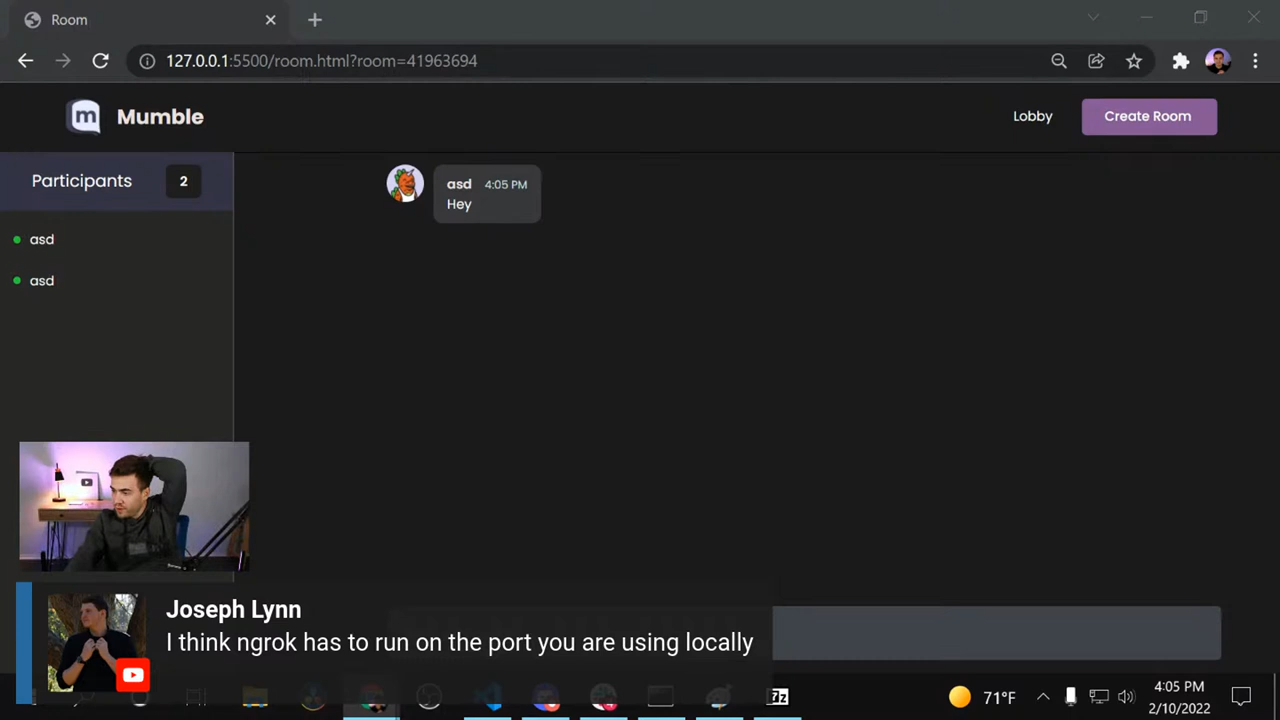 Room
127.0.0.1:5500/room.html?room=41963694
m Mumble
Lobby
Create Room
Participants 2
asd 4:05 PM
Hey
asd
asd
Joseph Lynn
I think ngrok has to run on the port you are using locally
7z
71°F
4:05 PM
2/10/2022